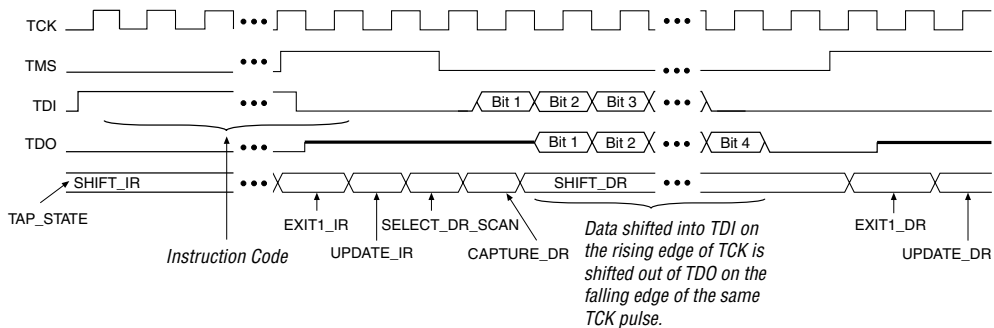 TCK
TMS
TDI Bit 1 Bit 2 Bit 3
TDO Bit 1 Bit 2 Bit 4
SHIFT_IR SHIFT_DR
TAP_STATE
EXIT1_IR SELECT_DR_SCAN EXIT1_DR
Instruction Code UPDATE_IR CAPTURE_DR UPDATE_DR
Data shifted into TDI on
the rising edge of TCK is
shifted out of TDO on the
falling edge of the same
TCK pulse.